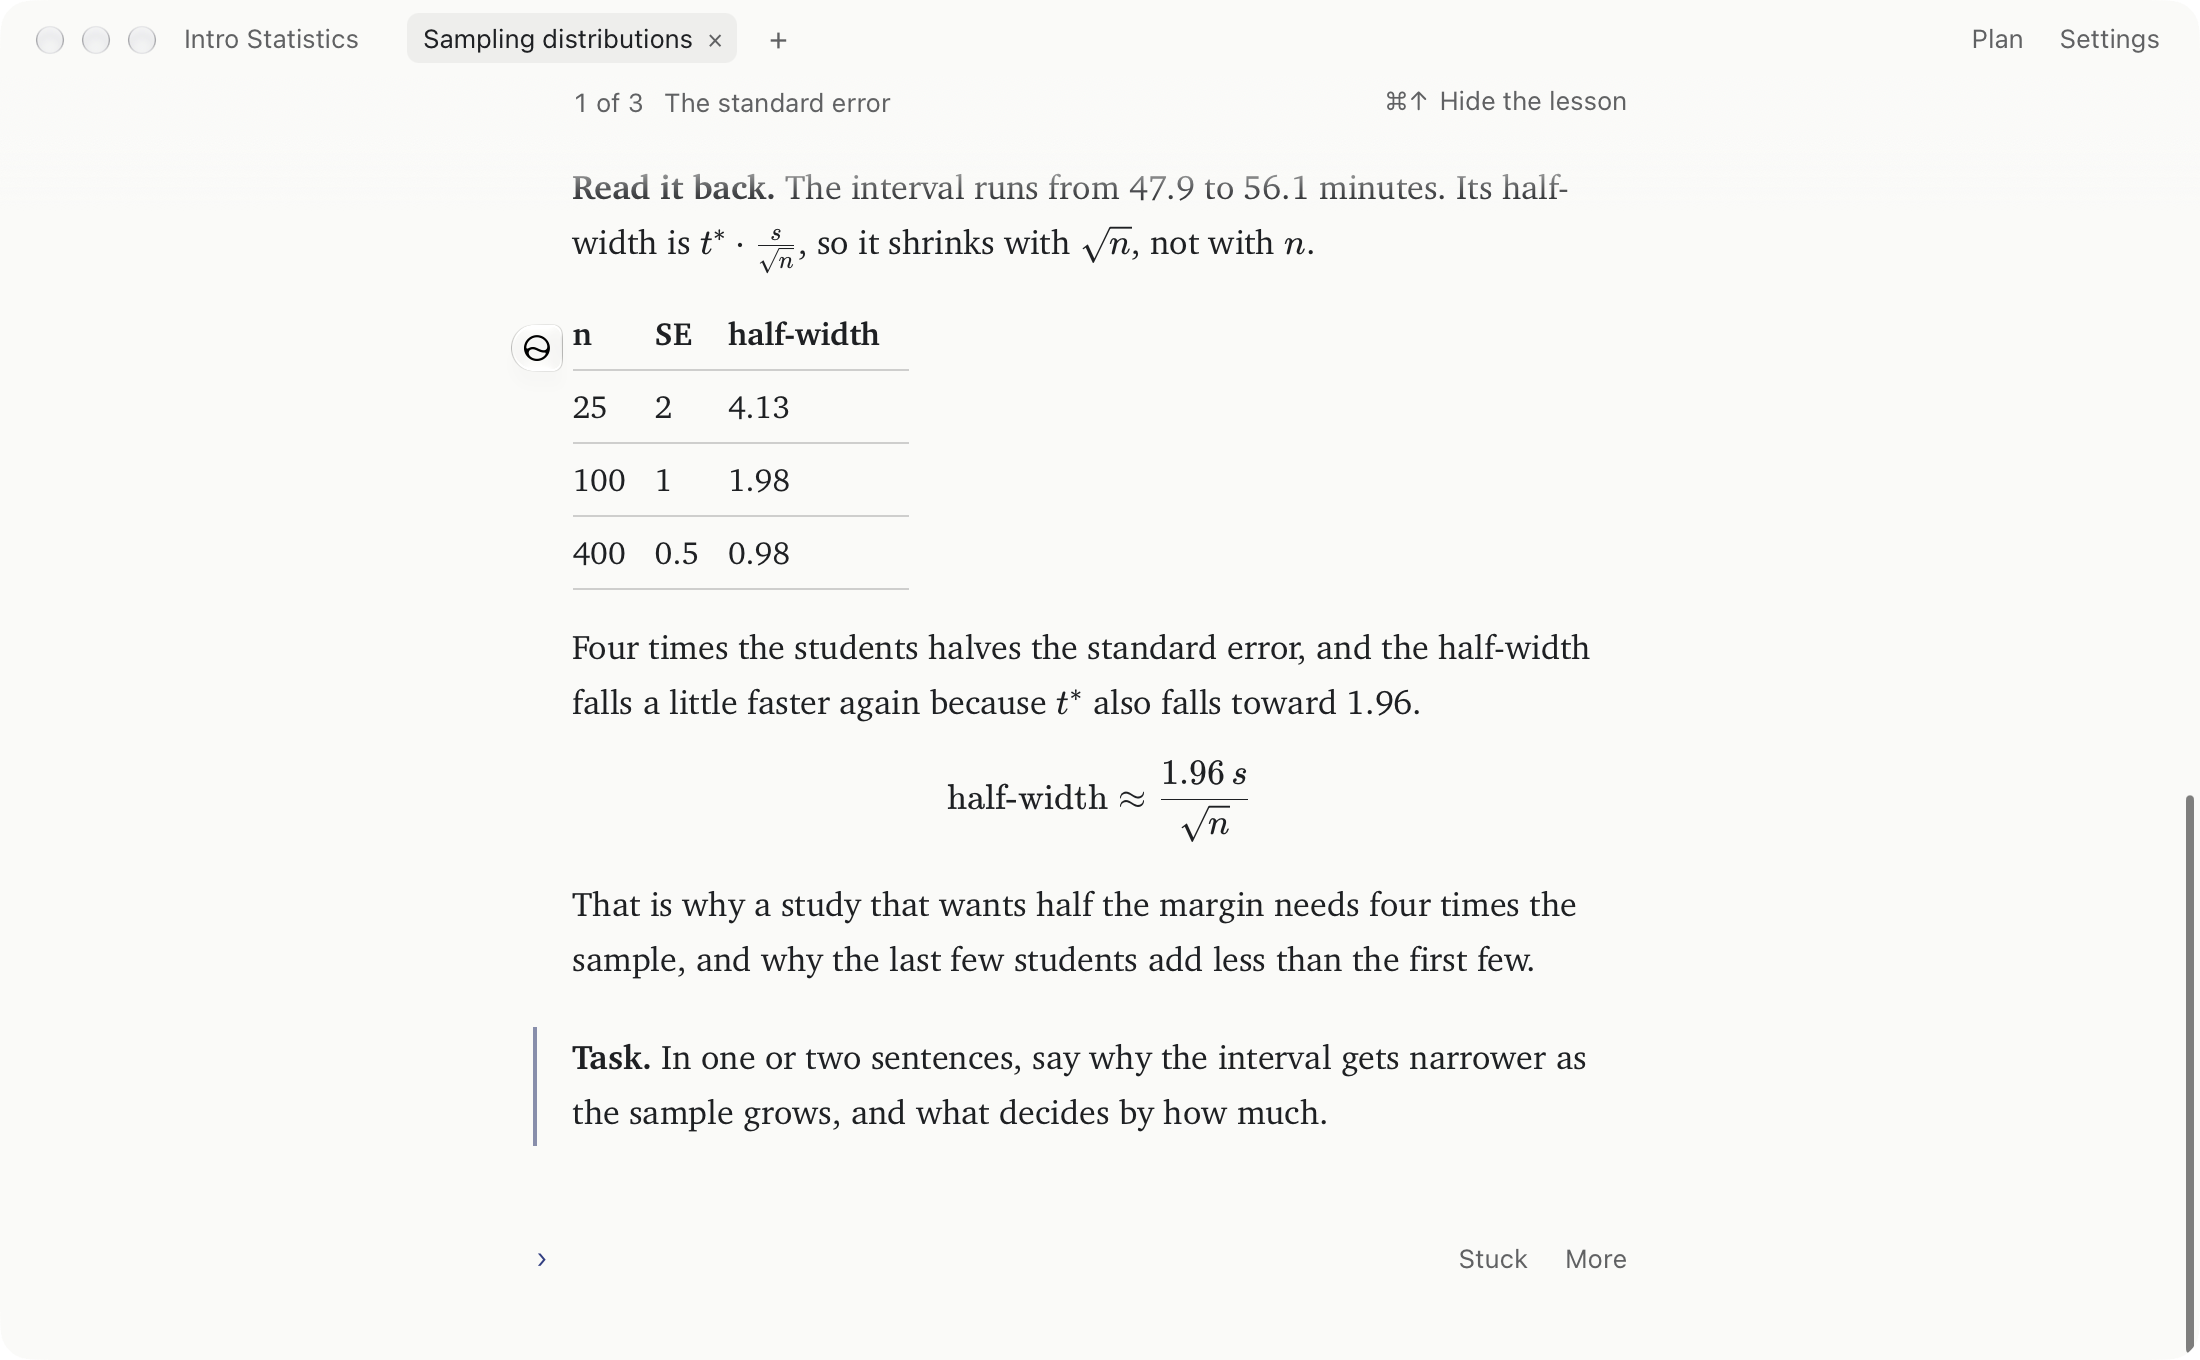 Intro Statistics Sampling distributions × + Plan Settings
1 of 3 The standard error ⌘↑ Hide the lesson
Read it back. The interval runs from 47.9 to 56.1 minutes. Its half-
width is t* · s/√n, so it shrinks with √n, not with n.
n SE half-width
25 2 4.13
100 1 1.98
400 0.5 0.98
Four times the students halves the standard error, and the half-width
falls a little faster again because t* also falls toward 1.96.
half-width ≈ 1.96 s/√n
That is why a study that wants half the margin needs four times the
sample, and why the last few students add less than the first few.
Task. In one or two sentences, say why the interval gets narrower as
the sample grows, and what decides by how much.
› Stuck More